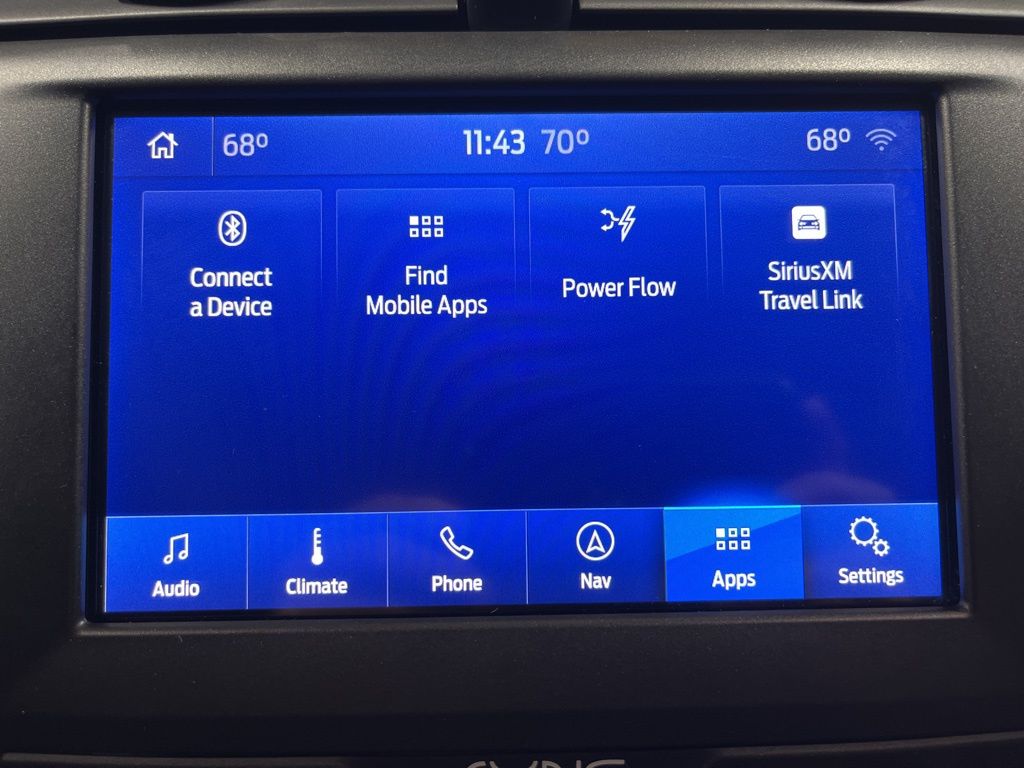 68º 11:43 70º 68º
Connect
a Device
Find
Mobile Apps
Power Flow
SiriusXM
Travel Link
Audio
Climate
Phone
Nav
Apps
Settings
SYNC